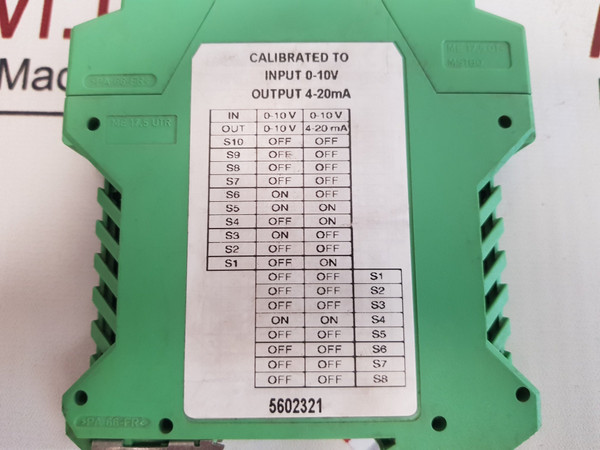 CALIBRATED TO
INPUT 0-10V
OUTPUT 4-20mA
IN 0-10 V 0-10 V
OUT 0-10 V 4-20 mA
S10 OFF OFF
S9 OFF OFF
S8 OFF OFF
S7 OFF OFF
S6 ON OFF
S5 ON ON
S4 OFF ON
S3 ON OFF
S2 OFF OFF
S1 OFF ON
OFF OFF S1
OFF OFF S2
OFF OFF S3
ON ON S4
OFF OFF S5
OFF OFF S6
OFF OFF S7
OFF OFF S8
5602321